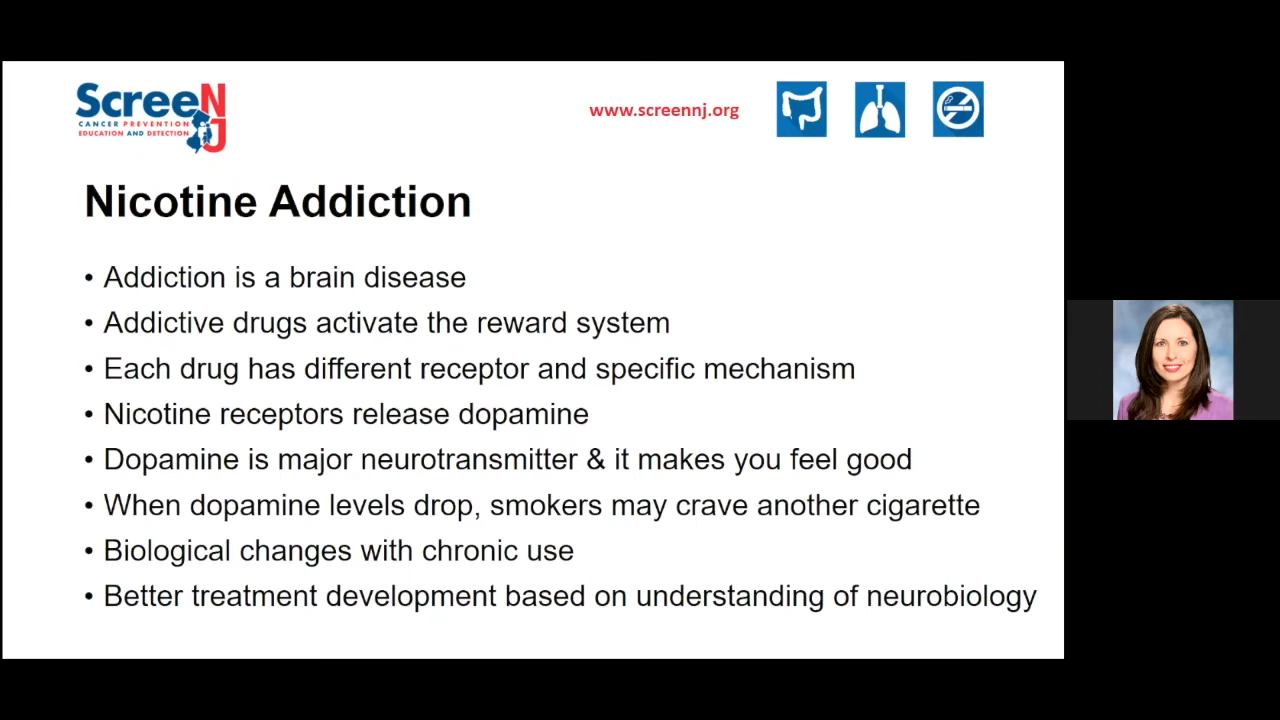 ScreeNJ
CANCER PREVENTION
EDUCATION AND DETECTION
www.screennj.org
Nicotine Addiction
• Addiction is a brain disease
• Addictive drugs activate the reward system
• Each drug has different receptor and specific mechanism
• Nicotine receptors release dopamine
• Dopamine is major neurotransmitter & it makes you feel good
• When dopamine levels drop, smokers may crave another cigarette
• Biological changes with chronic use
• Better treatment development based on understanding of neurobiology